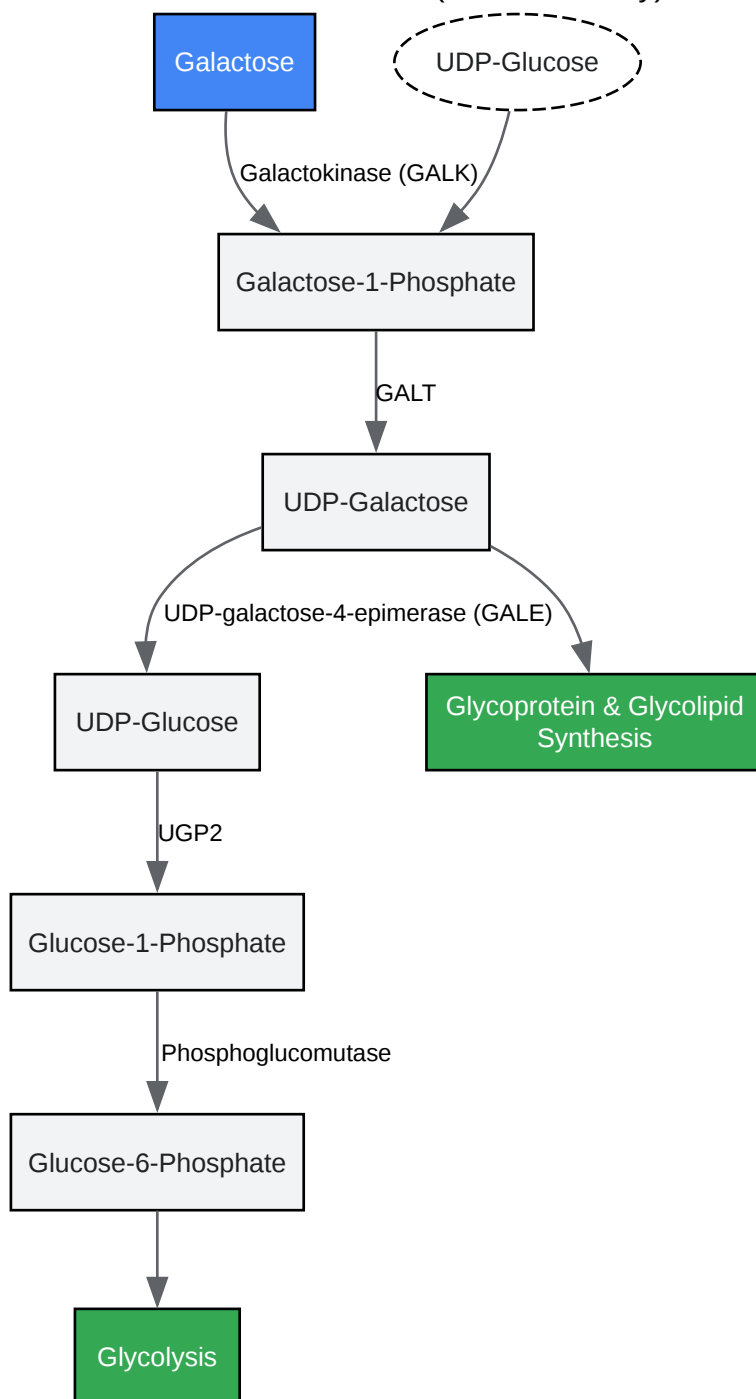 Galactose
UDP-Glucose
Galactokinase (GALK)
Galactose-1-Phosphate
GALT
UDP-Galactose
UDP-galactose-4-epimerase (GALE)
UDP-Glucose
Glycoprotein & Glycolipid
Synthesis
UGP2
Glucose-1-Phosphate
Phosphoglucomutase
Glucose-6-Phosphate
Glycolysis